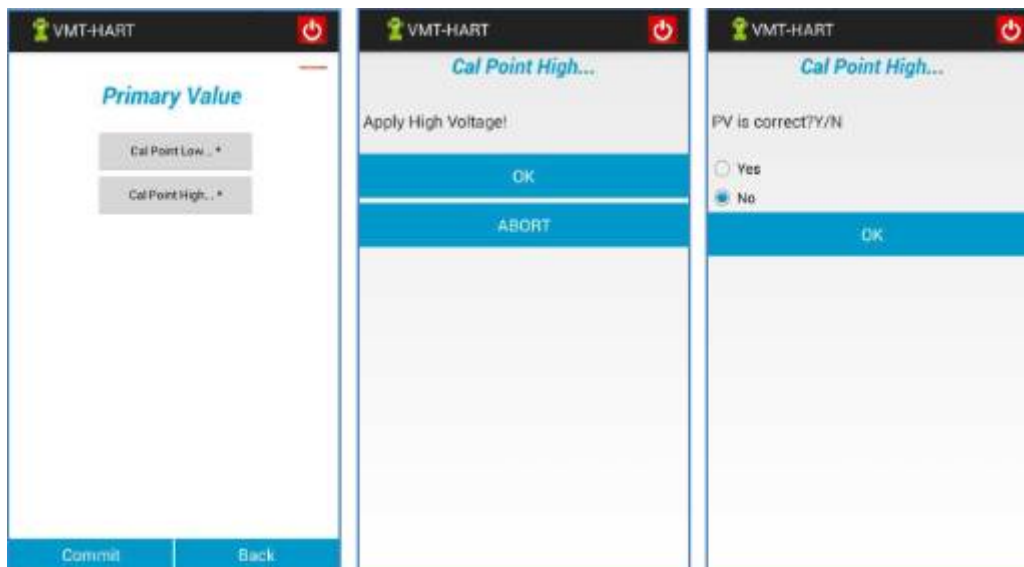 VMT-HART
Primary Value
Cal Point Low...*
Cal Point High...*
Commit
Back
VMT-HART
Cal Point High...
Apply High Voltage!
OK
ABORT
VMT-HART
Cal Point High...
PV is correct?Y/N
Yes
No
OK